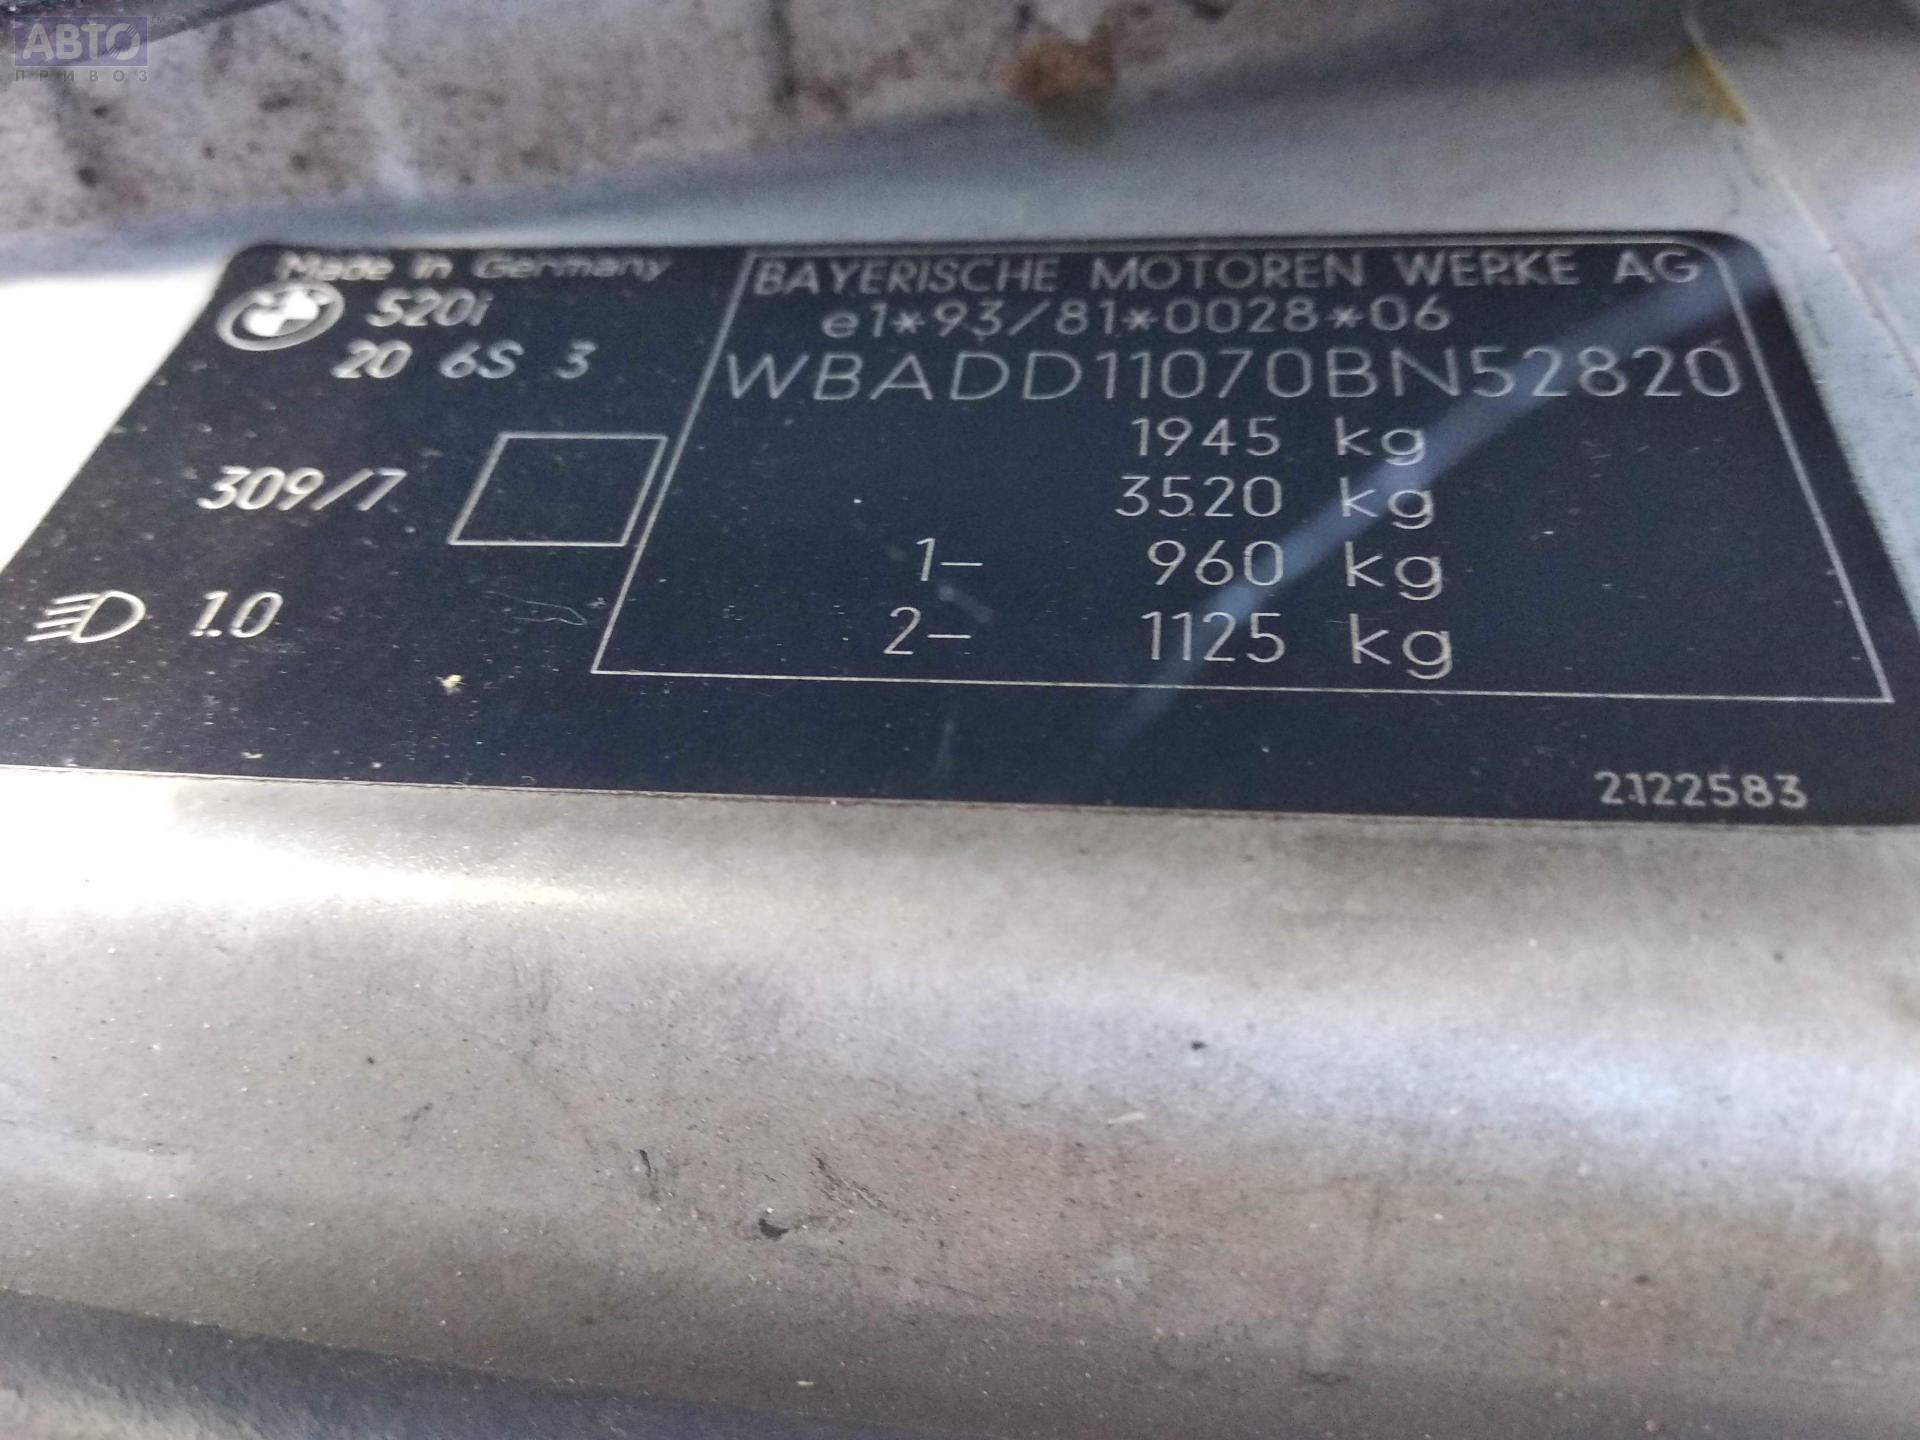 АВТО TM
ПРИВОЗ
Made in Germany
520i
20 6S 3
309/7
1.0
BAYERISCHE MOTOREN WERKE AG
e1*93/81*0028*06
WBADD11070BN52820
1945 kg
3520 kg
1- 960 kg
2- 1125 kg
2122583